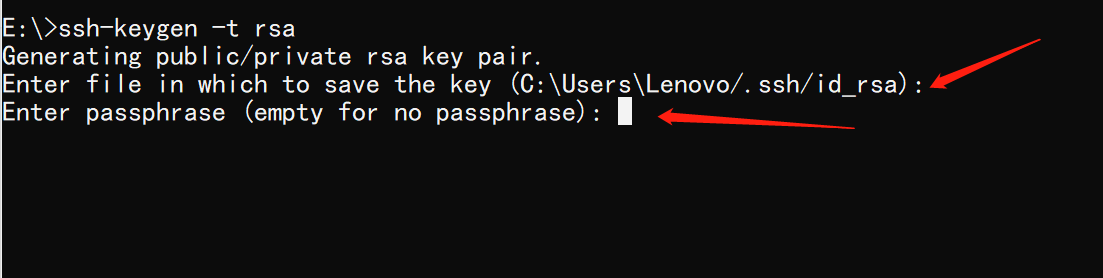 E:\>ssh-keygen -t rsa
Generating public/private rsa key pair.
Enter file in which to save the key (C:\Users\Lenovo/.ssh/id_rsa):
Enter passphrase (empty for no passphrase):